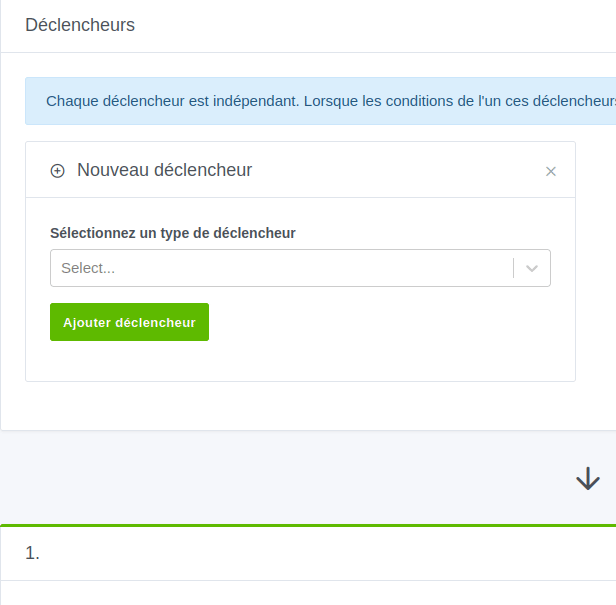 Déclencheurs
Chaque déclencheur est indépendant. Lorsque les conditions de l'un ces déclencheurs
Nouveau déclencheur
Sélectionnez un type de déclencheur
Select...
Ajouter déclencheur
1.